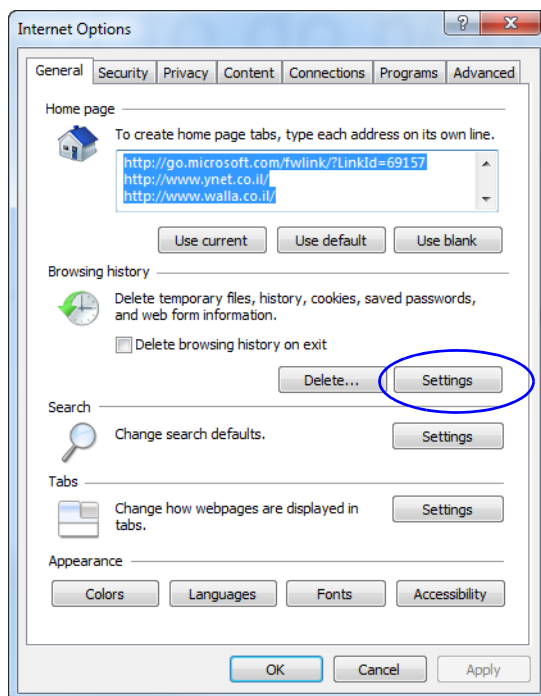 Internet Options
General Security Privacy Content Connections Programs Advanced
Home page
To create home page tabs, type each address on its own line.
http://go.microsoft.com/fwlink/?LinkId=69157
http://www.ynet.co.il/
http://www.walla.co.il/
Use current Use default Use blank
Browsing history
Delete temporary files, history, cookies, saved passwords,
and web form information.
Delete browsing history on exit
Delete... Settings
Search
Change search defaults.
Settings
Tabs
Change how webpages are displayed in
tabs.
Settings
Appearance
Colors Languages Fonts Accessibility
OK Cancel Apply